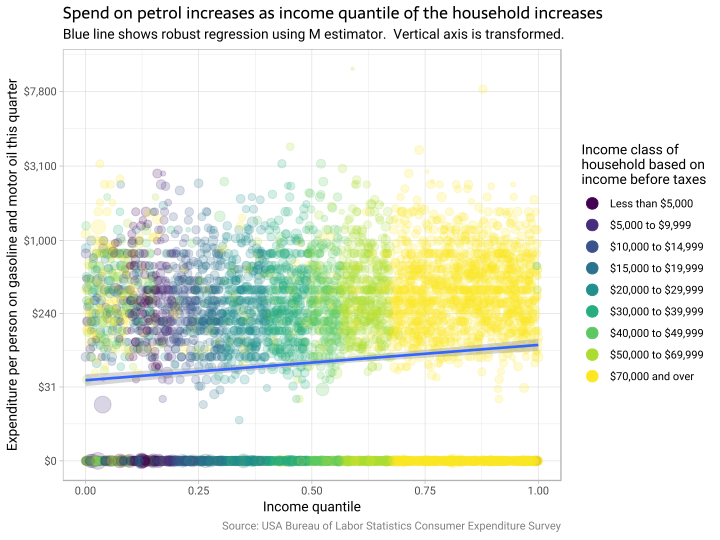 Spend on petrol increases as income quantile of the household increases
Blue line shows robust regression using M estimator.  Vertical axis is transformed.
Expenditure per person on gasoline and motor oil this quarter
$7,800
$3,100
$1,000
$240
$31
$0
0.00
0.25
0.50
0.75
1.00
Income quantile
Income class of
household based on
income before taxes
Less than $5,000
$5,000 to $9,999
$10,000 to $14,999
$15,000 to $19,999
$20,000 to $29,999
$30,000 to $39,999
$40,000 to $49,999
$50,000 to $69,999
$70,000 and over
Source: USA Bureau of Labor Statistics Consumer Expenditure Survey